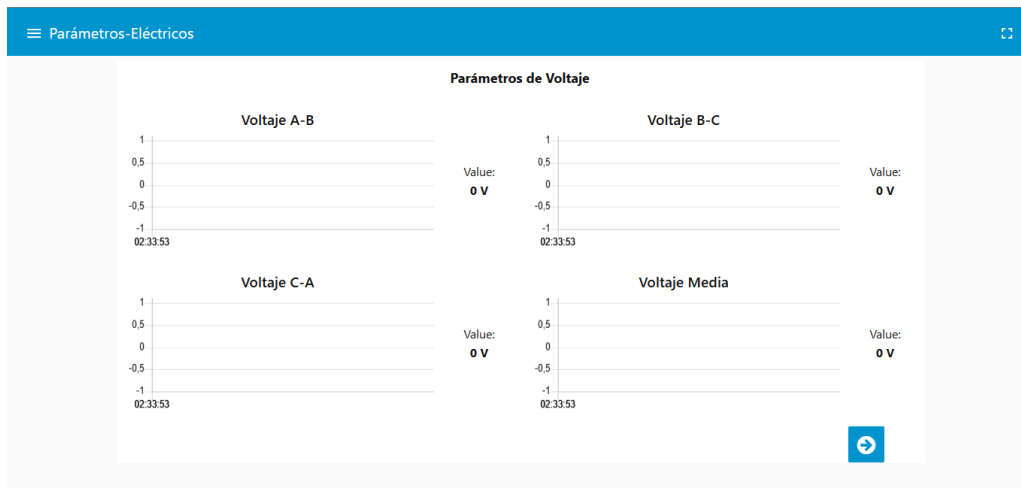 Parámetros-Eléctricos
Parámetros de Voltaje
Voltaje A-B
1
0,5
0
-0,5
-1
02:33:53
Value:
0 V
Voltaje B-C
1
0,5
0
-0,5
-1
02:33:53
Value:
0 V
Voltaje C-A
1
0,5
0
-0,5
-1
02:33:53
Value:
0 V
Voltaje Media
1
0,5
0
-0,5
-1
02:33:53
Value:
0 V